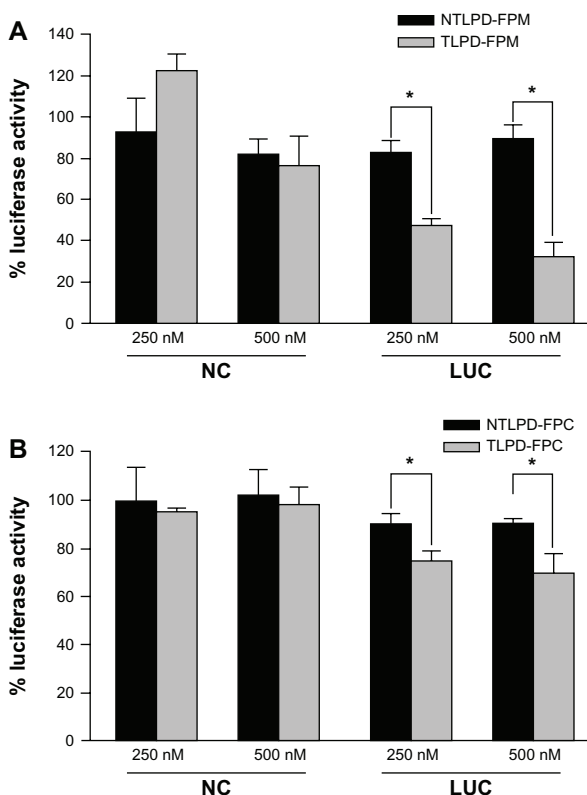 A
NTLPD-FPM
TLPD-FPM
% luciferase activity
140
120
100
80
60
40
20
0
*
*
250 nM
500 nM
250 nM
500 nM
NC
LUC
B
NTLPD-FPC
TLPD-FPC
% luciferase activity
120
100
80
60
40
20
0
*
*
250 nM
500 nM
250 nM
500 nM
NC
LUC